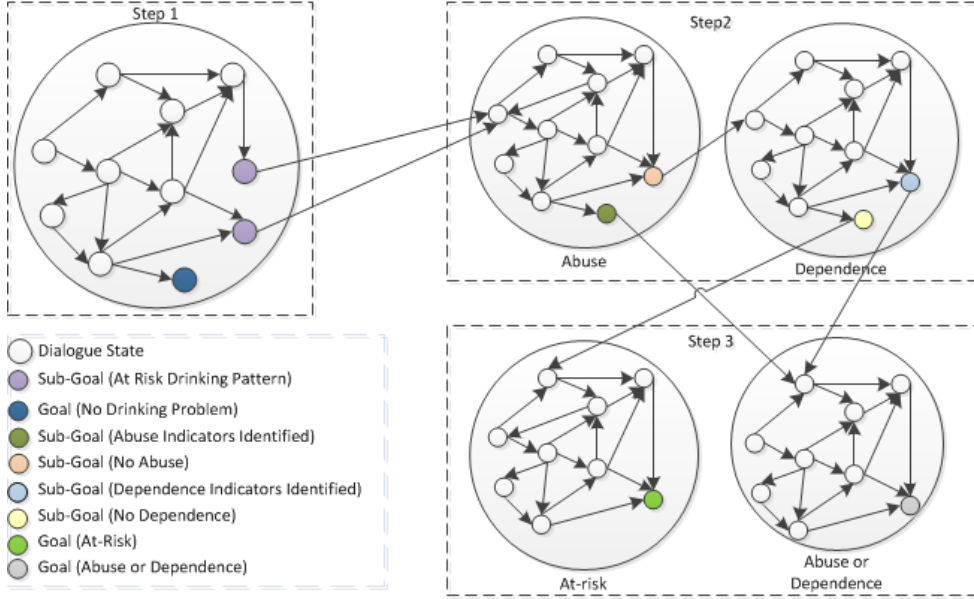 Step 1
Step2
Abuse
Dependence
Dialogue State
Sub-Goal (At Risk Drinking Pattern)
Goal (No Drinking Problem)
Sub-Goal (Abuse Indicators Identified)
Sub-Goal (No Abuse)
Sub-Goal (Dependence Indicators Identified)
Sub-Goal (No Dependence)
Goal (At-Risk)
Goal (Abuse or Dependence)
Step 3
At-risk
Abuse or
Dependence